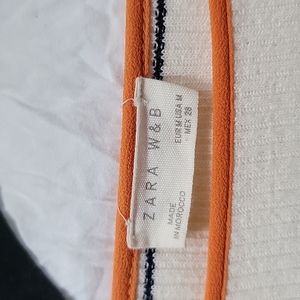 ZARA W & B
EUR M USA M
MEX 28
MADE
IN MOROCCO